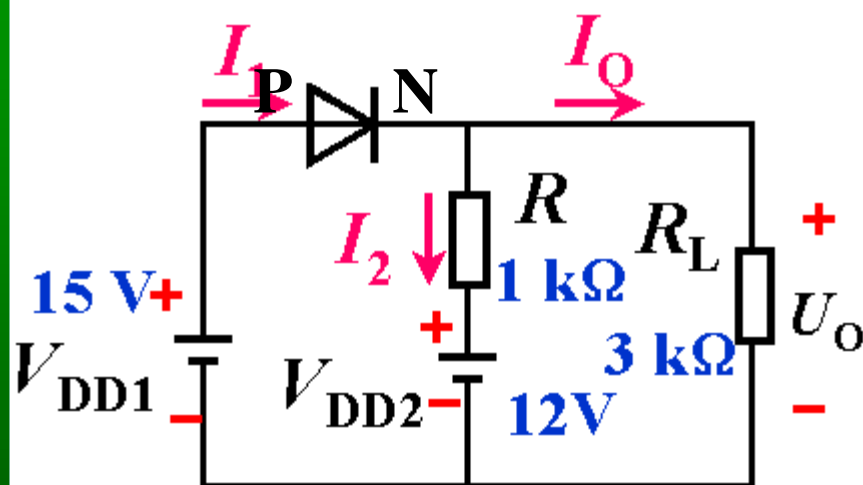 I1
IO
P N
R
I2
RL
1 kΩ
15 V+
+
+
UO
3 kΩ
VDD1
VDD2
−
−
−
12V